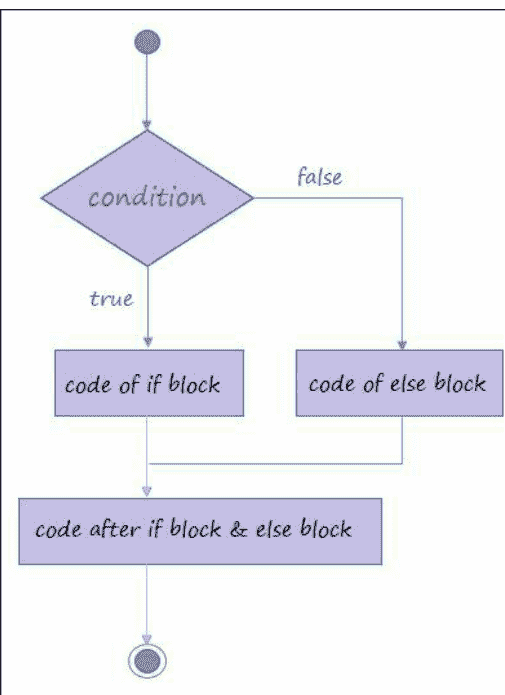 condition
false
true
code of if block
code of else block
code after if block & else block